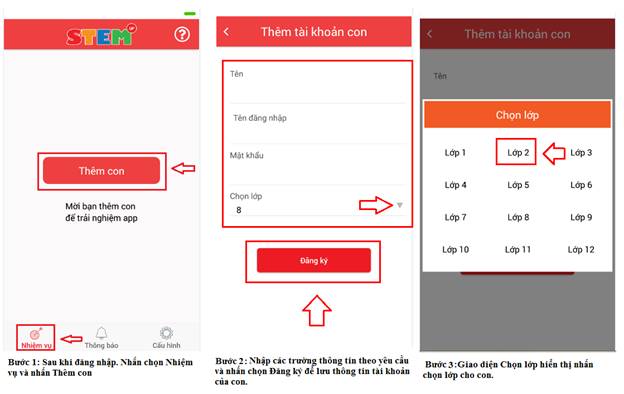 STEM UP
?
Thêm con
Mời bạn thêm con
để trải nghiệm app
Nhiệm vụ
Thông báo
Cấu hình
Bước 1: Sau khi đăng nhập. Nhấn chọn Nhiệm
vụ và nhấn Thêm con
Thêm tài khoản con
Tên
Tên đăng nhập
Mật khẩu
Chọn lớp
8
Đăng ký
Bước 2: Nhập các trường thông tin theo yêu cầu
và nhấn chọn Đăng ký để lưu thông tin tài khoản
của con.
Thêm tài khoản con
Tên
Chọn lớp
Lớp 1 Lớp 2 Lớp 3
Lớp 4 Lớp 5 Lớp 6
Lớp 7 Lớp 8 Lớp 9
Lớp 10 Lớp 11 Lớp 12
Bước 3:Giao diện Chọn lớp hiển thị nhấn
chọn lớp cho con.